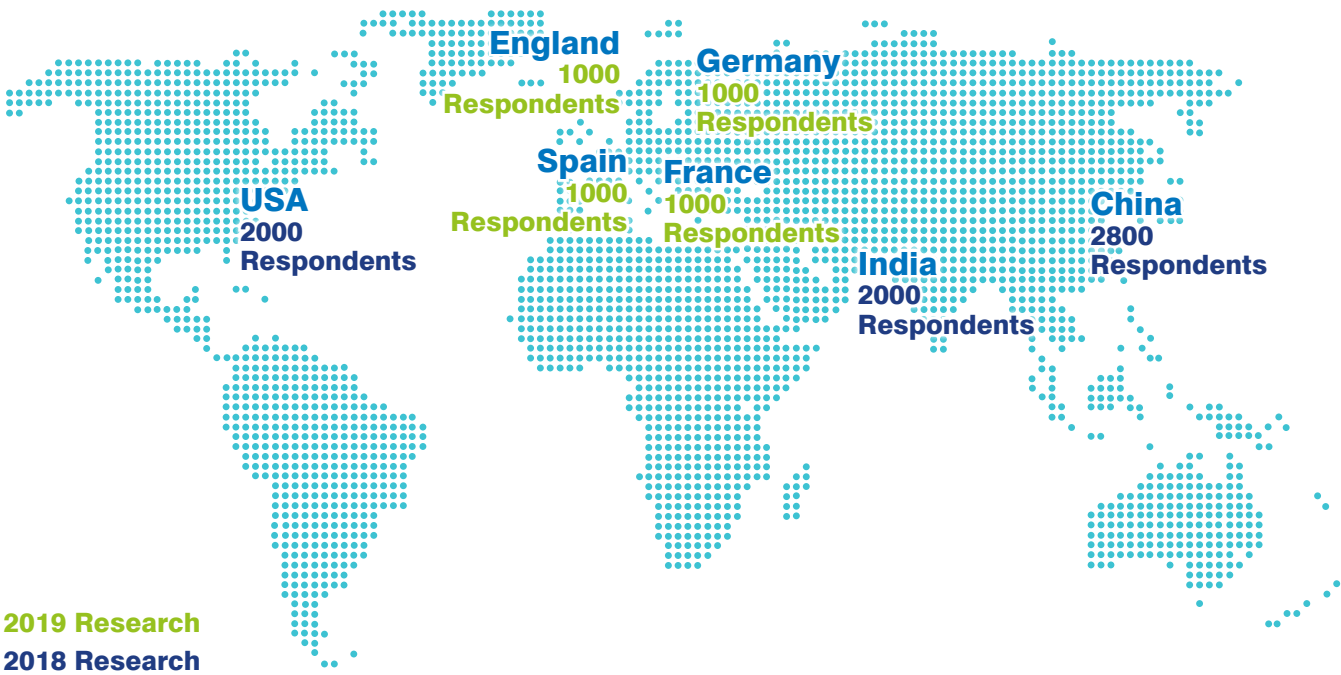 England
1000
Respondents
Germany
1000
Respondents
Spain
1000
Respondents
France
1000
Respondents
USA
2000
Respondents
China
2800
Respondents
India
2000
Respondents
2019 Research
2018 Research